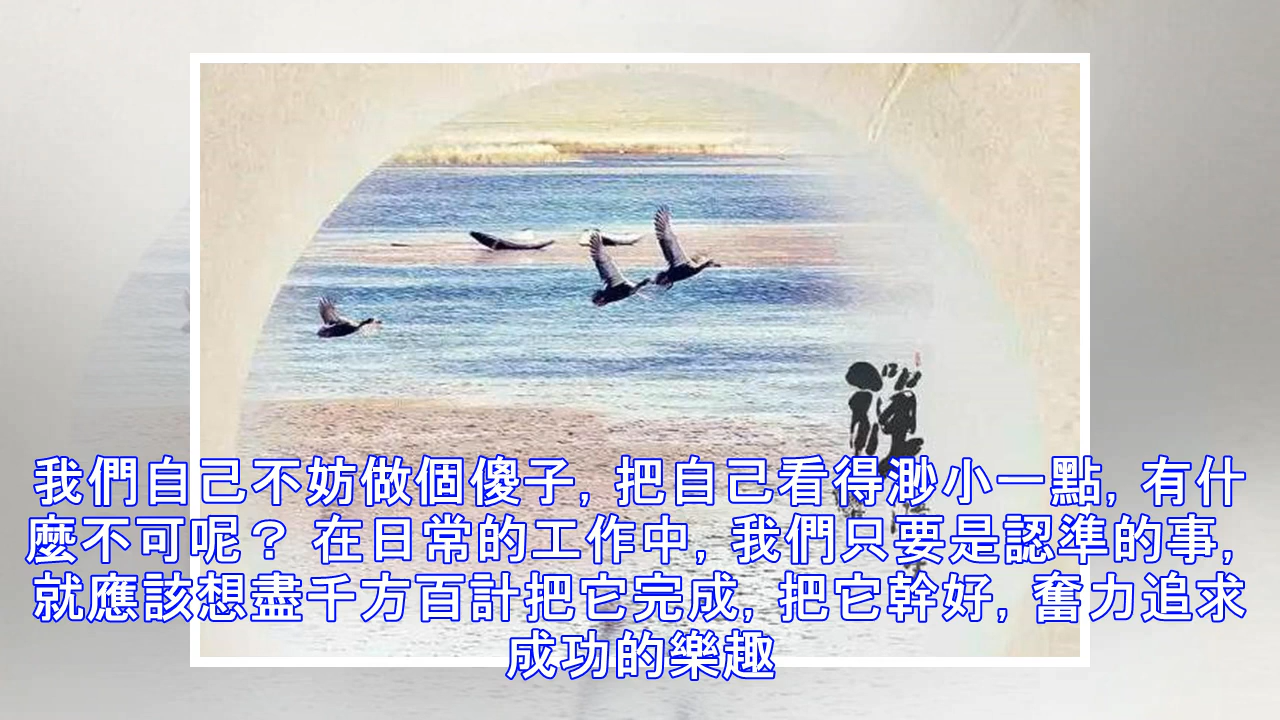 禪
我們自己不妨做個傻子, 把自己看得渺小一點, 有什
麼不可呢？ 在日常的工作中, 我們只要是認準的事,
就應該想盡千方百計把它完成, 把它幹好, 奮力追求
成功的樂趣